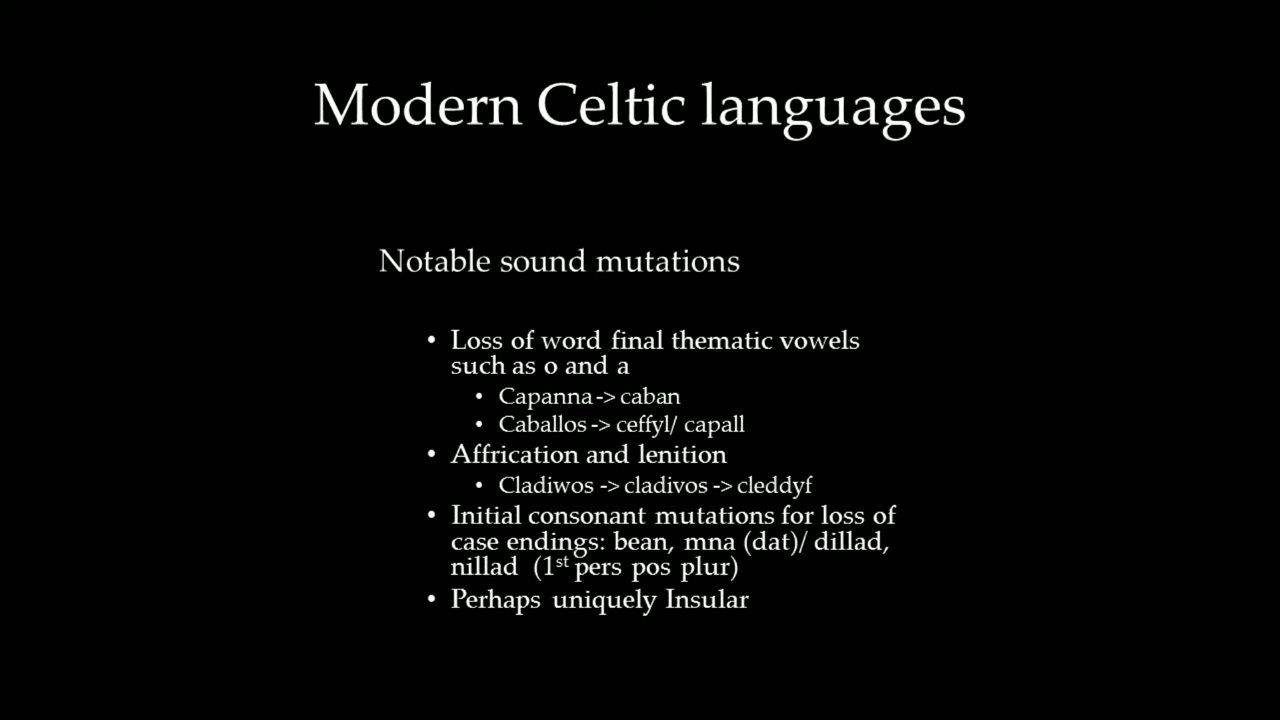 Modern Celtic languages
Notable sound mutations
• Loss of word final thematic vowels
such as o and a
• Capanna -> caban
• Caballos -> ceffyl/ capall
• Affrication and lenition
• Cladiwos -> cladivos -> cleddyf
• Initial consonant mutations for loss of
case endings: bean, mna (dat)/ dillad,
nillad (1st pers pos plur)
• Perhaps uniquely Insular